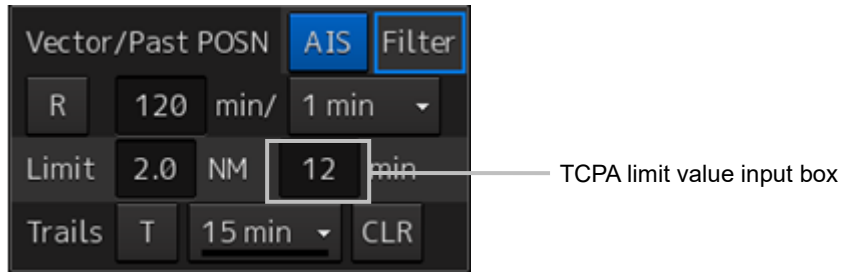 Vector/Past POSN AIS Filter
R 120 min/ 1 min
Limit 2.0 NM 12 min
TCPA limit value input box
Trails T 15 min CLR